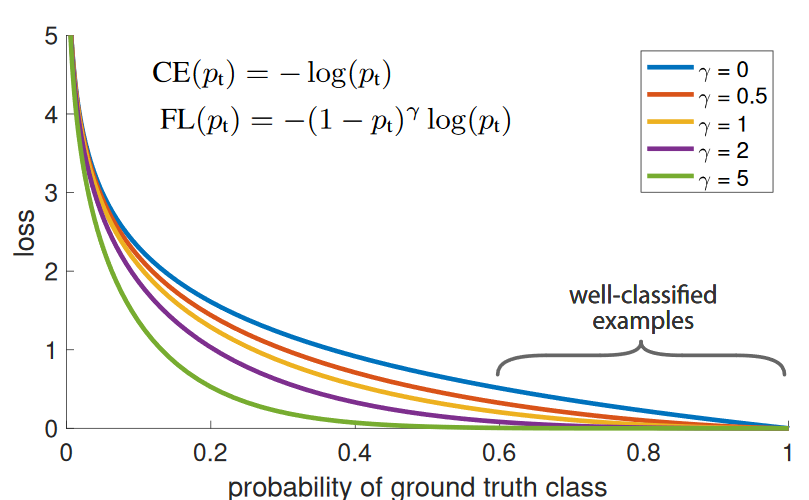 5
4
3
2
1
0
loss
CE(pₜ) = − log(pₜ)
FL(pₜ) = −(1 − pₜ)^γ log(pₜ)
γ = 0
γ = 0.5
γ = 1
γ = 2
γ = 5
well-classified
examples
0 0.2 0.4 0.6 0.8 1
probability of ground truth class